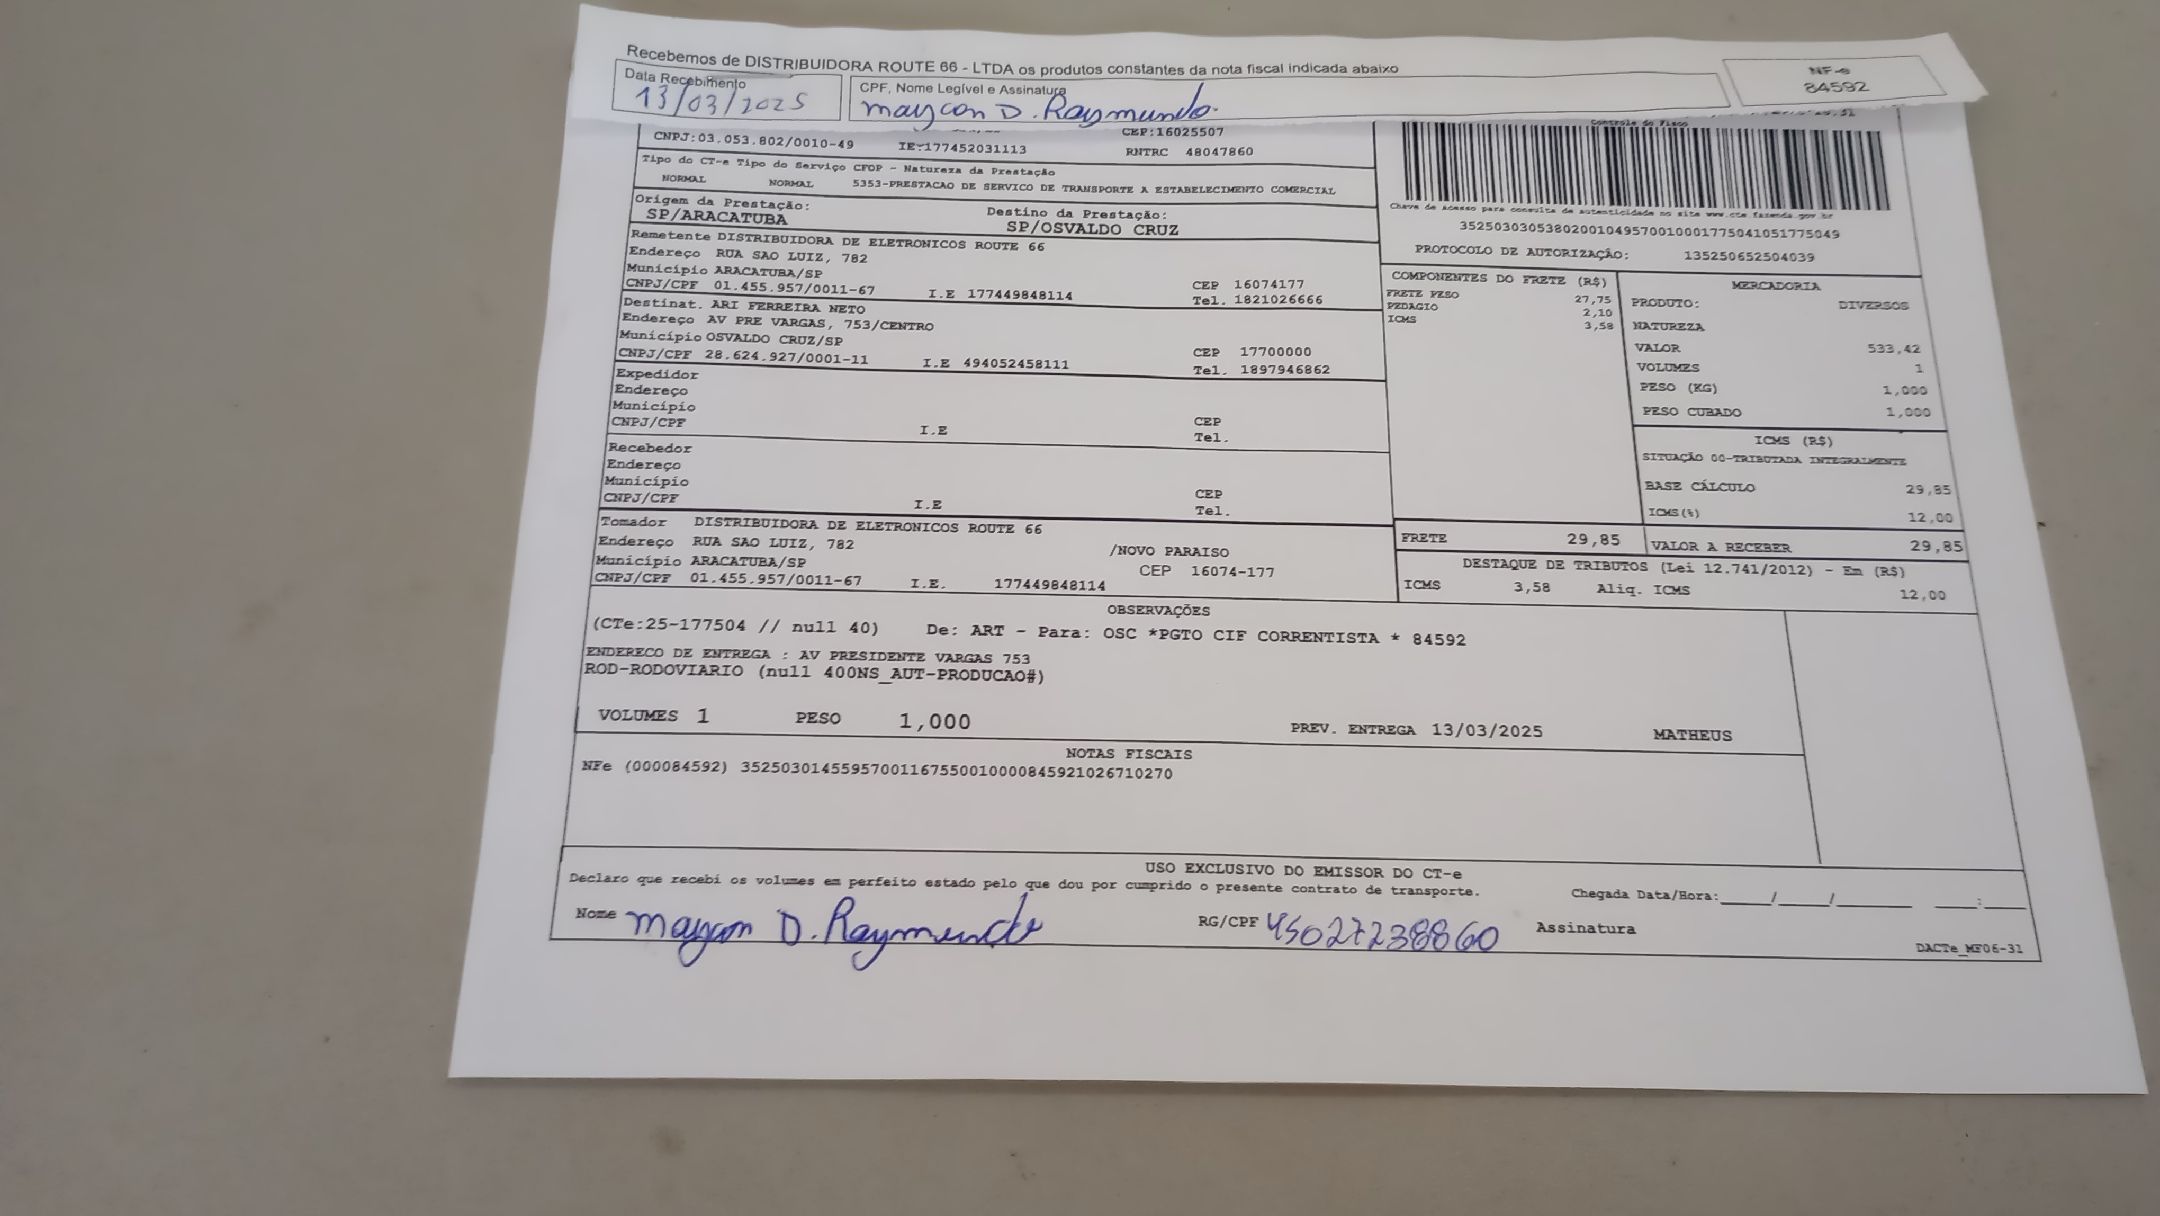 Recebemos de DISTRIBUIDORA ROUTE 66 - LTDA os produtos constantes da nota fiscal indicada abaixo
Data Recebimento
13/03/2025
CPF, Nome Legível e Assinatura
maycon D. Raymundo
NF-e
84592
CNPJ:03.053.802/0010-49 IE:177452031113
CEP:16025507
RNTRC 48047860
Tipo do CT-e Tipo do Serviço CFOP - Natureza da Prestação
NORMAL NORMAL 5353-PRESTACAO DE SERVICO DE TRANSPORTE A ESTABELECIMENTO COMERCIAL
Origem da Prestação: Destino da Prestação:
SP/ARACATUBA SP/OSVALDO CRUZ
Controle do Fisco
Chave de acesso para consulta de autenticidade no site www.cte.fazenda.gov.br
35250303053802001049570010001775041051775049
PROTOCOLO DE AUTORIZAÇÃO: 135250652504039
Remetente DISTRIBUIDORA DE ELETRONICOS ROUTE 66
Endereço RUA SAO LUIZ, 782
Município ARACATUBA/SP CEP 16074177
CNPJ/CPF 01.455.957/0011-67 I.E 177449848114 Tel. 1821026666
Destinat. ARI FERREIRA NETO
Endereço AV PRE VARGAS, 753/CENTRO
Município OSVALDO CRUZ/SP CEP 17700000
CNPJ/CPF 28.624.927/0001-11 I.E 494052458111 Tel. 1897946862
Expedidor
Endereço
Município CEP
CNPJ/CPF I.E Tel.
Recebedor
Endereço
Município CEP
CNPJ/CPF I.E Tel.
Tomador DISTRIBUIDORA DE ELETRONICOS ROUTE 66
Endereço RUA SAO LUIZ, 782 /NOVO PARAISO
Município ARACATUBA/SP CEP 16074-177
CNPJ/CPF 01.455.957/0011-67 I.E. 177449848114
COMPONENTES DO FRETE (R$)
FRETE PESO 27,75
PEDAGIO 2,10
ICMS 3,58
MERCADORIA
PRODUTO: DIVERSOS
NATUREZA
VALOR 533,42
VOLUMES 1
PESO (KG) 1,000
PESO CUBADO 1,000
ICMS (R$)
SITUAÇÃO 00-TRIBUTADA INTEGRALMENTE
BASE CÁLCULO 29,85
ICMS(%) 12,00
FRETE 29,85 VALOR A RECEBER 29,85
DESTAQUE DE TRIBUTOS (Lei 12.741/2012) - Em (R$)
ICMS 3,58 Aliq. ICMS 12,00
OBSERVAÇÕES
(CTe:25-177504 // null 40) De: ART - Para: OSC *PGTO CIF CORRENTISTA * 84592
ENDERECO DE ENTREGA : AV PRESIDENTE VARGAS 753
ROD-RODOVIARIO (null 400NS_AUT-PRODUCAO#)
VOLUMES 1 PESO 1,000 PREV. ENTREGA 13/03/2025 MATHEUS
NOTAS FISCAIS
NFe (000084592) 35250301455957001167550010000845921026710270
USO EXCLUSIVO DO EMISSOR DO CT-e
Declaro que recebi os volumes em perfeito estado pelo que dou por cumprido o presente contrato de transporte. Chegada Data/Hora:_____/_____/_______ ____:____
Nome maycon D. Raymundo RG/CPF 45027238860 Assinatura
DACTe_MF06-31